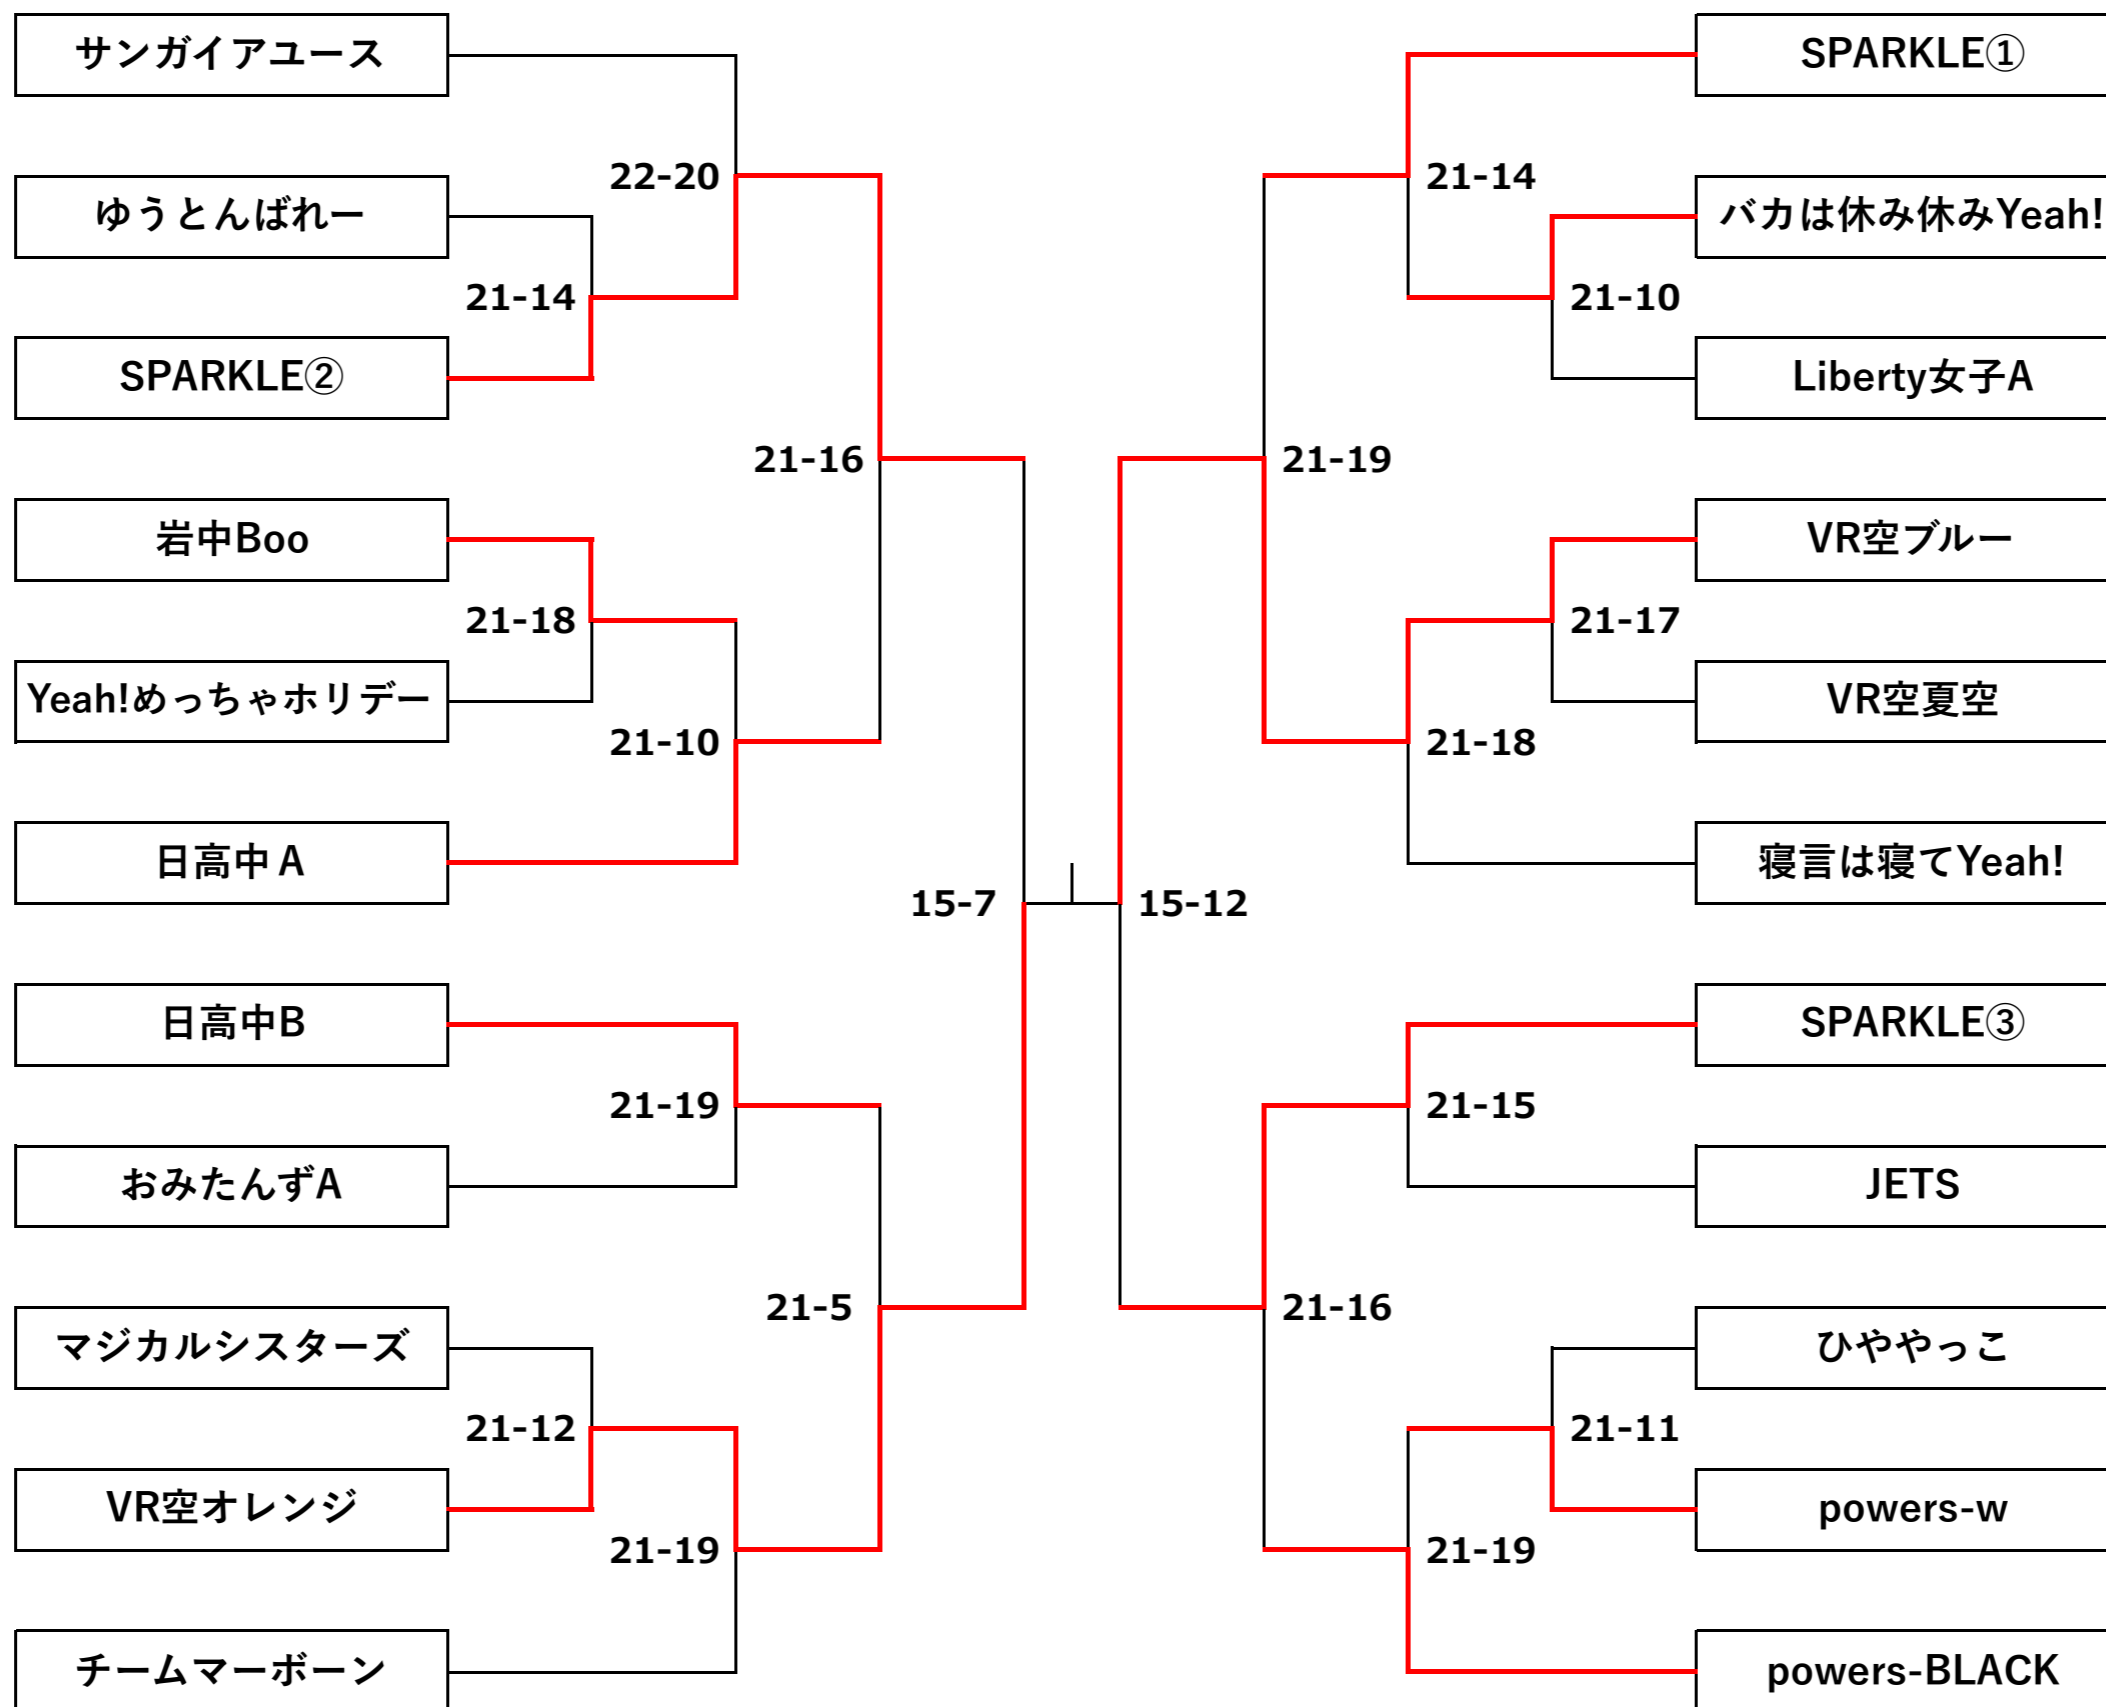 サンガイアユース
SPARKLE①
22-20
21-14
ゆうとんばれー
バカは休み休みYeah!
21-14
21-10
SPARKLE②
Liberty女子A
21-16
21-19
岩中Boo
VR空ブルー
21-18
21-17
Yeah!めっちゃホリデー
VR空夏空
21-10
21-18
日高中A
寝言は寝てYeah!
15-7
15-12
日高中B
SPARKLE③
21-19
21-15
おみたんずA
JETS
21-5
21-16
マジカルシスターズ
ひややっこ
21-12
21-11
VR空オレンジ
powers-w
21-19
21-19
チームマーボーン
powers-BLACK